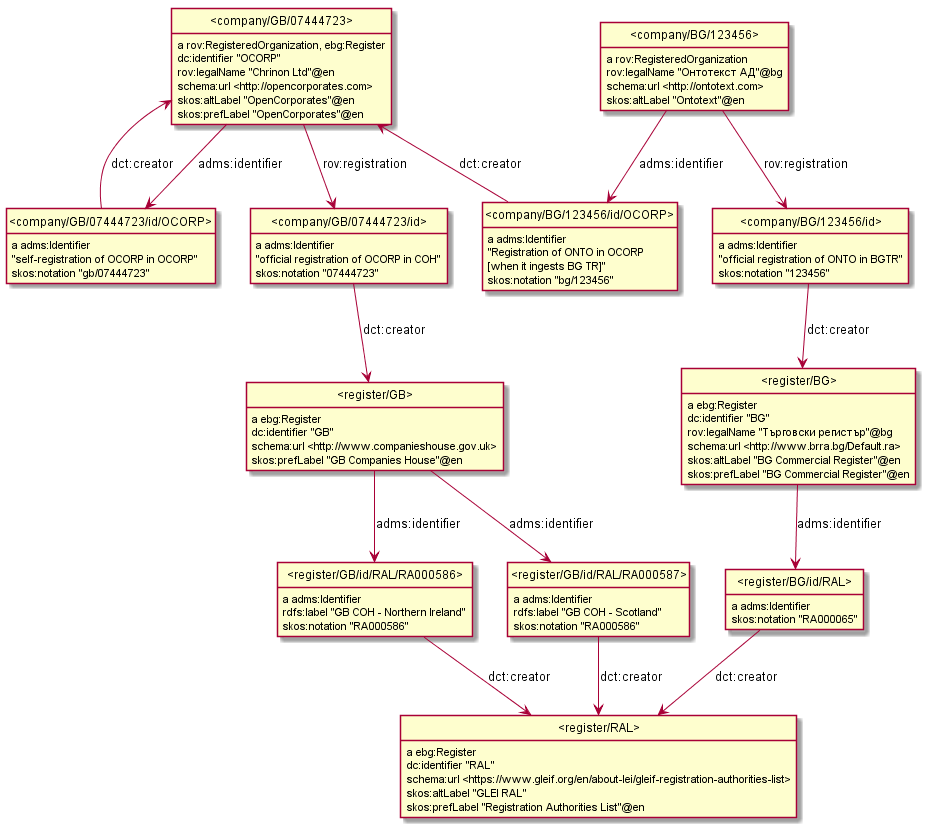 <company/GB/07444723>
a rov:RegisteredOrganization, ebg:Register
dc:identifier "OCORP"
rov:legalName "Chrinon Ltd"@en
schema:url <http://opencorporates.com>
skos:altLabel "OpenCorporates"@en
skos:prefLabel "OpenCorporates"@en
<company/BG/123456>
a rov:RegisteredOrganization
rov:legalName "Онтотекст АД"@bg
schema:url <http://ontotext.com>
skos:altLabel "Ontotext"@en
dct:creator
adms:identifier
rov:registration
dct:creator
adms:identifier
rov:registration
<company/GB/07444723/id/OCORP>
a adms:Identifier
"self-registration of OCORP in OCORP"
skos:notation "gb/07444723"
<company/GB/07444723/id>
a adms:Identifier
"official registration of OCORP in COH"
skos:notation "07444723"
<company/BG/123456/id/OCORP>
a adms:Identifier
"Registration of ONTO in OCORP
[when it ingests BG TR]"
skos:notation "bg/123456"
<company/BG/123456/id>
a adms:Identifier
"official registration of ONTO in BGTR"
skos:notation "123456"
dct:creator
dct:creator
<register/GB>
a ebg:Register
dc:identifier "GB"
schema:url <http://www.companieshouse.gov.uk>
skos:prefLabel "GB Companies House"@en
<register/BG>
a ebg:Register
dc:identifier "BG"
rov:legalName "Търговски регистър"@bg
schema:url <http://www.brra.bg/Default.ra>
skos:altLabel "BG Commercial Register"@en
skos:prefLabel "BG Commercial Register"@en
adms:identifier
adms:identifier
adms:identifier
<register/GB/id/RAL/RA000586>
a adms:Identifier
rdfs:label "GB COH - Northern Ireland"
skos:notation "RA000586"
<register/GB/id/RAL/RA000587>
a adms:Identifier
rdfs:label "GB COH - Scotland"
skos:notation "RA000586"
<register/BG/id/RAL>
a adms:Identifier
skos:notation "RA000065"
dct:creator
dct:creator
dct:creator
<register/RAL>
a ebg:Register
dc:identifier "RAL"
schema:url <https://www.gleif.org/en/about-lei/gleif-registration-authorities-list>
skos:altLabel "GLEI RAL"
skos:prefLabel "Registration Authorities List"@en